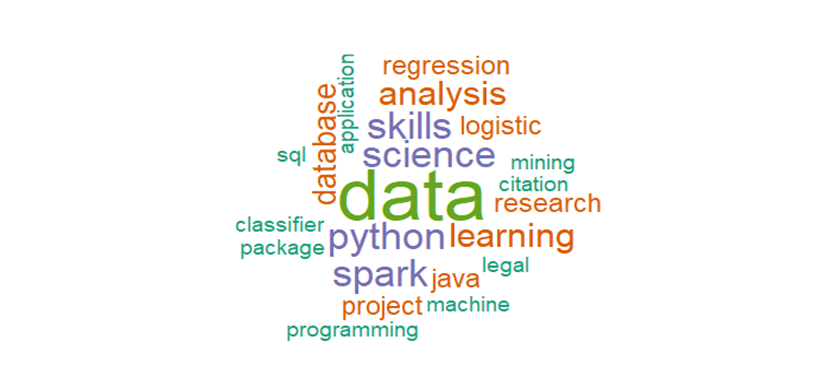 regression
analysis
application
database
skills
logistic
science
sql
mining
citation
data
research
classifier
python
learning
package
legal
spark
java
project
machine
programming